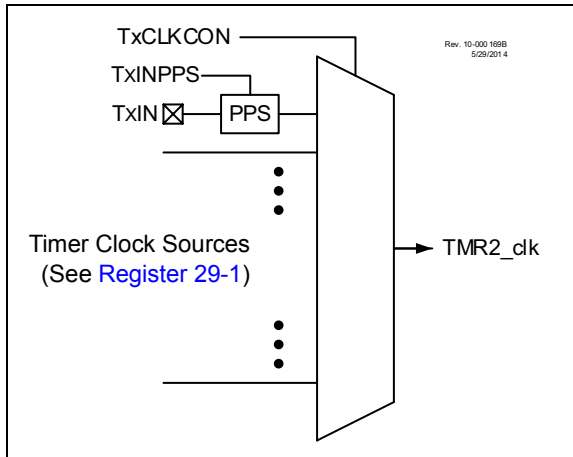 TxCLKCON
Rev. 10-000 169B
5/29/2014
TxINPPS
TxIN
PPS
Timer Clock Sources
(See Register 29-1)
TMR2_clk